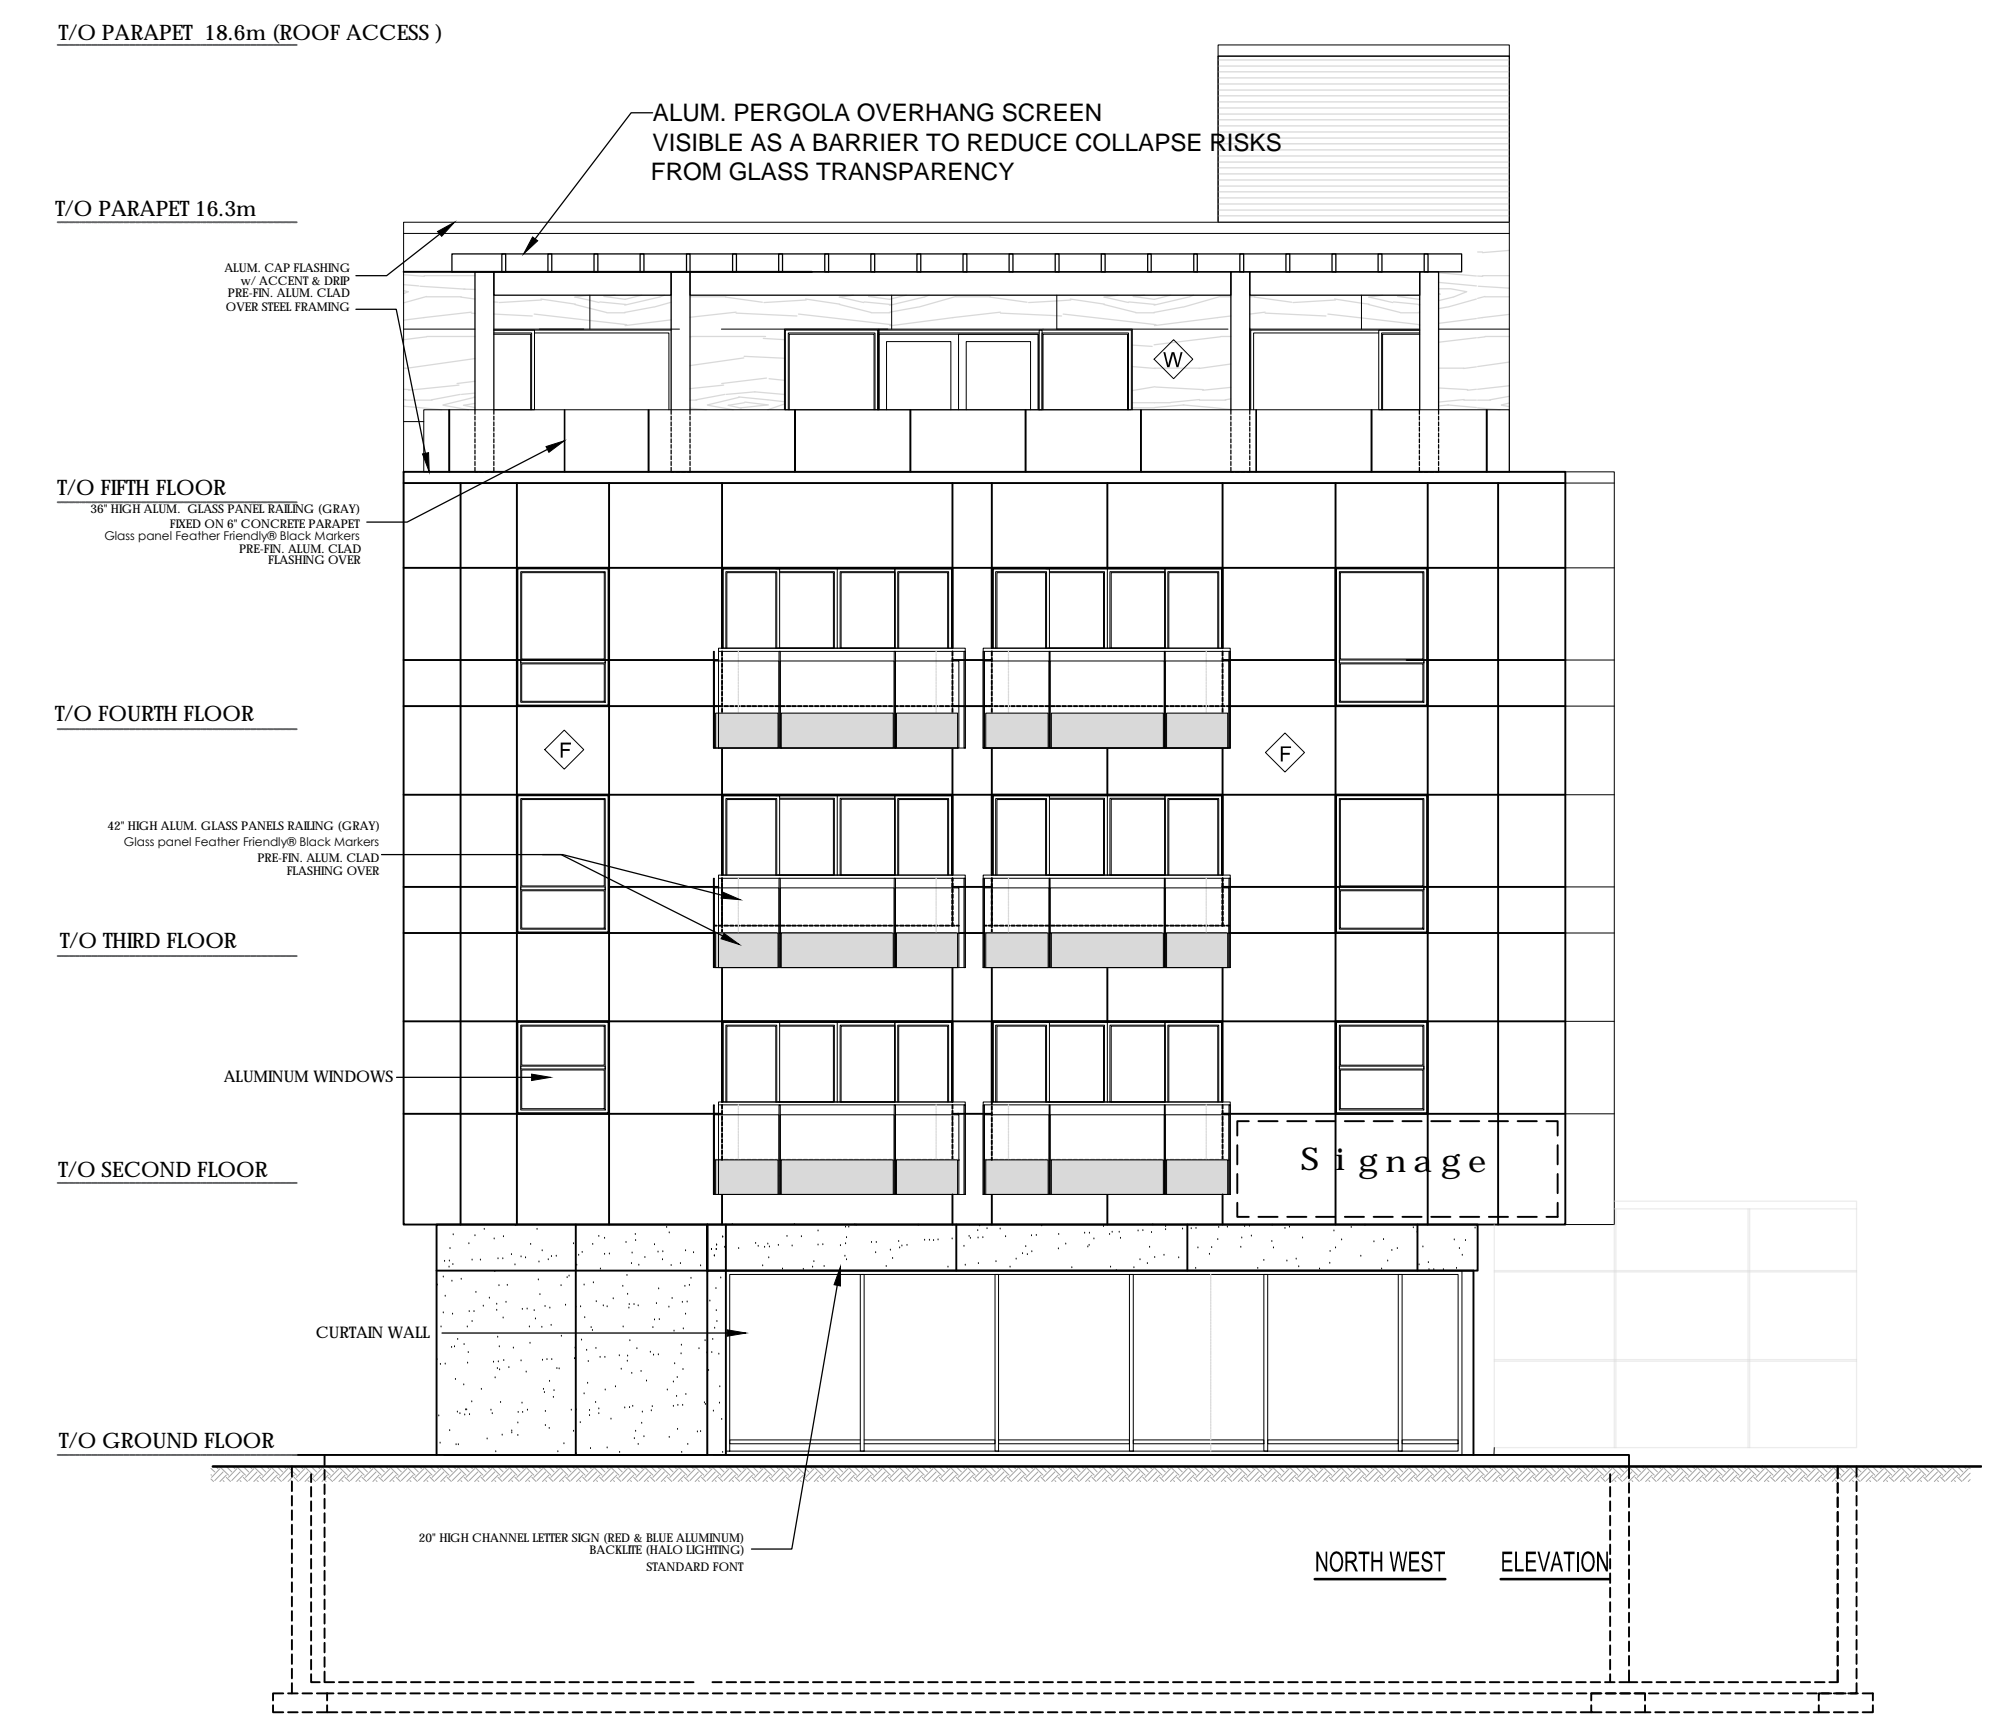 T/O PARAPET 18.6m (ROOF ACCESS )
ALUM. PERGOLA OVERHANG SCREEN
VISIBLE AS A BARRIER TO REDUCE COLLAPSE RISKS
FROM GLASS TRANSPARENCY
T/O PARAPET 16.3m
ALUM. CAP FLASHING
w/ ACCENT & DRIP
PRE-FIN. ALUM. CLAD
OVER STEEL FRAMING
W
T/O FIFTH FLOOR
36" HIGH ALUM. GLASS PANEL RAILING (GRAY)
FIXED ON 6" CONCRETE PARAPET
Glass panel Feather Friendly® Black Markers
PRE-FIN. ALUM. CLAD
FLASHING OVER
T/O FOURTH FLOOR
F
F
42" HIGH ALUM. GLASS PANELS RAILING (GRAY)
Glass panel Feather Friendly® Black Markers
PRE-FIN. ALUM. CLAD
FLASHING OVER
T/O THIRD FLOOR
ALUMINUM WINDOWS
T/O SECOND FLOOR
Signage
CURTAIN WALL
T/O GROUND FLOOR
20" HIGH CHANNEL LETTER SIGN (RED & BLUE ALUMINUM)
BACKLITE (HALO LIGHTING)
STANDARD FONT
NORTH WEST ELEVATION